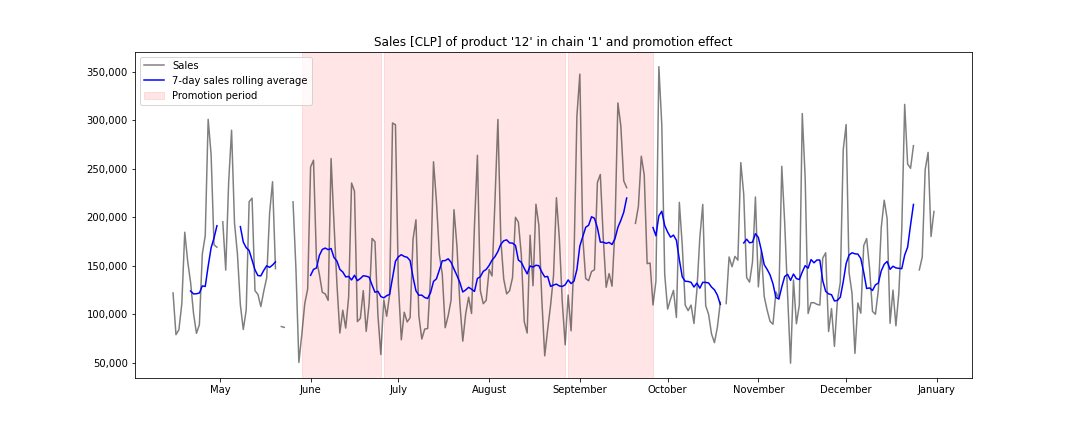 Sales [CLP] of product '12' in chain '1' and promotion effect
Sales
7-day sales rolling average
Promotion period
350,000
300,000
250,000
200,000
150,000
100,000
50,000
May June July August September October November December January